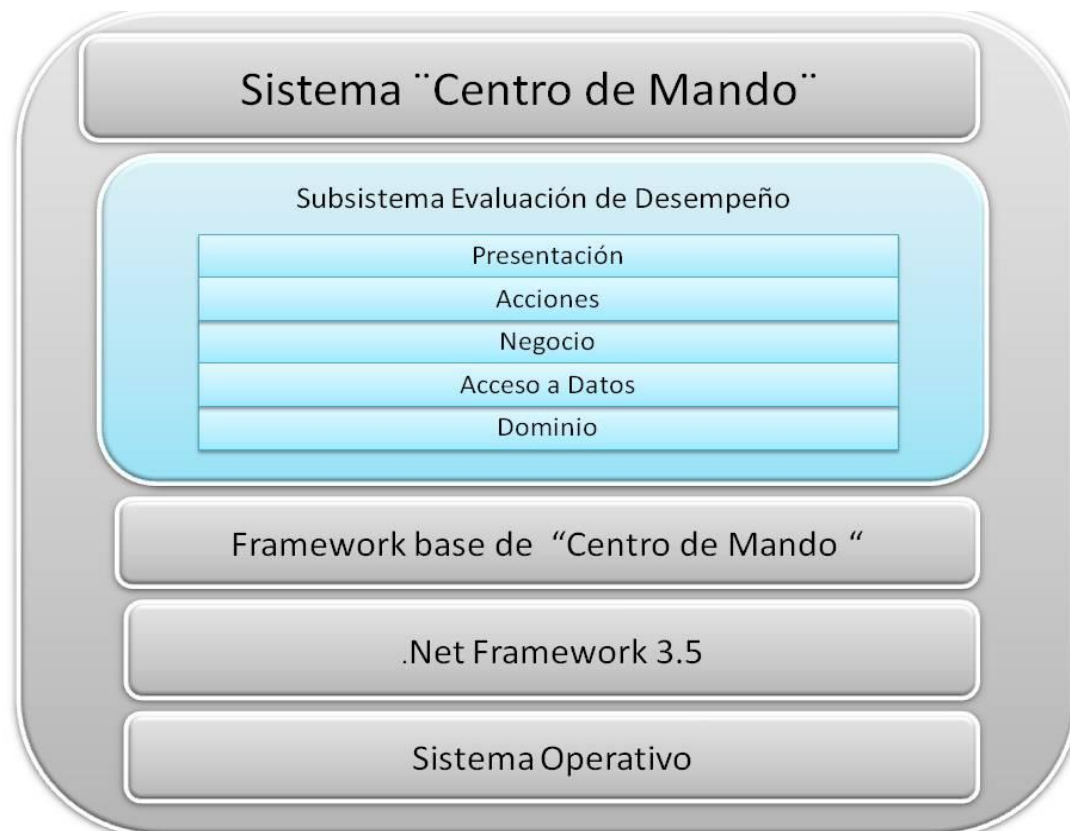 Sistema ¨Centro de Mando¨
Subsistema Evaluación de Desempeño
Presentación
Acciones
Negocio
Acceso a Datos
Dominio
Framework base de “Centro de Mando “
.Net Framework 3.5
Sistema Operativo